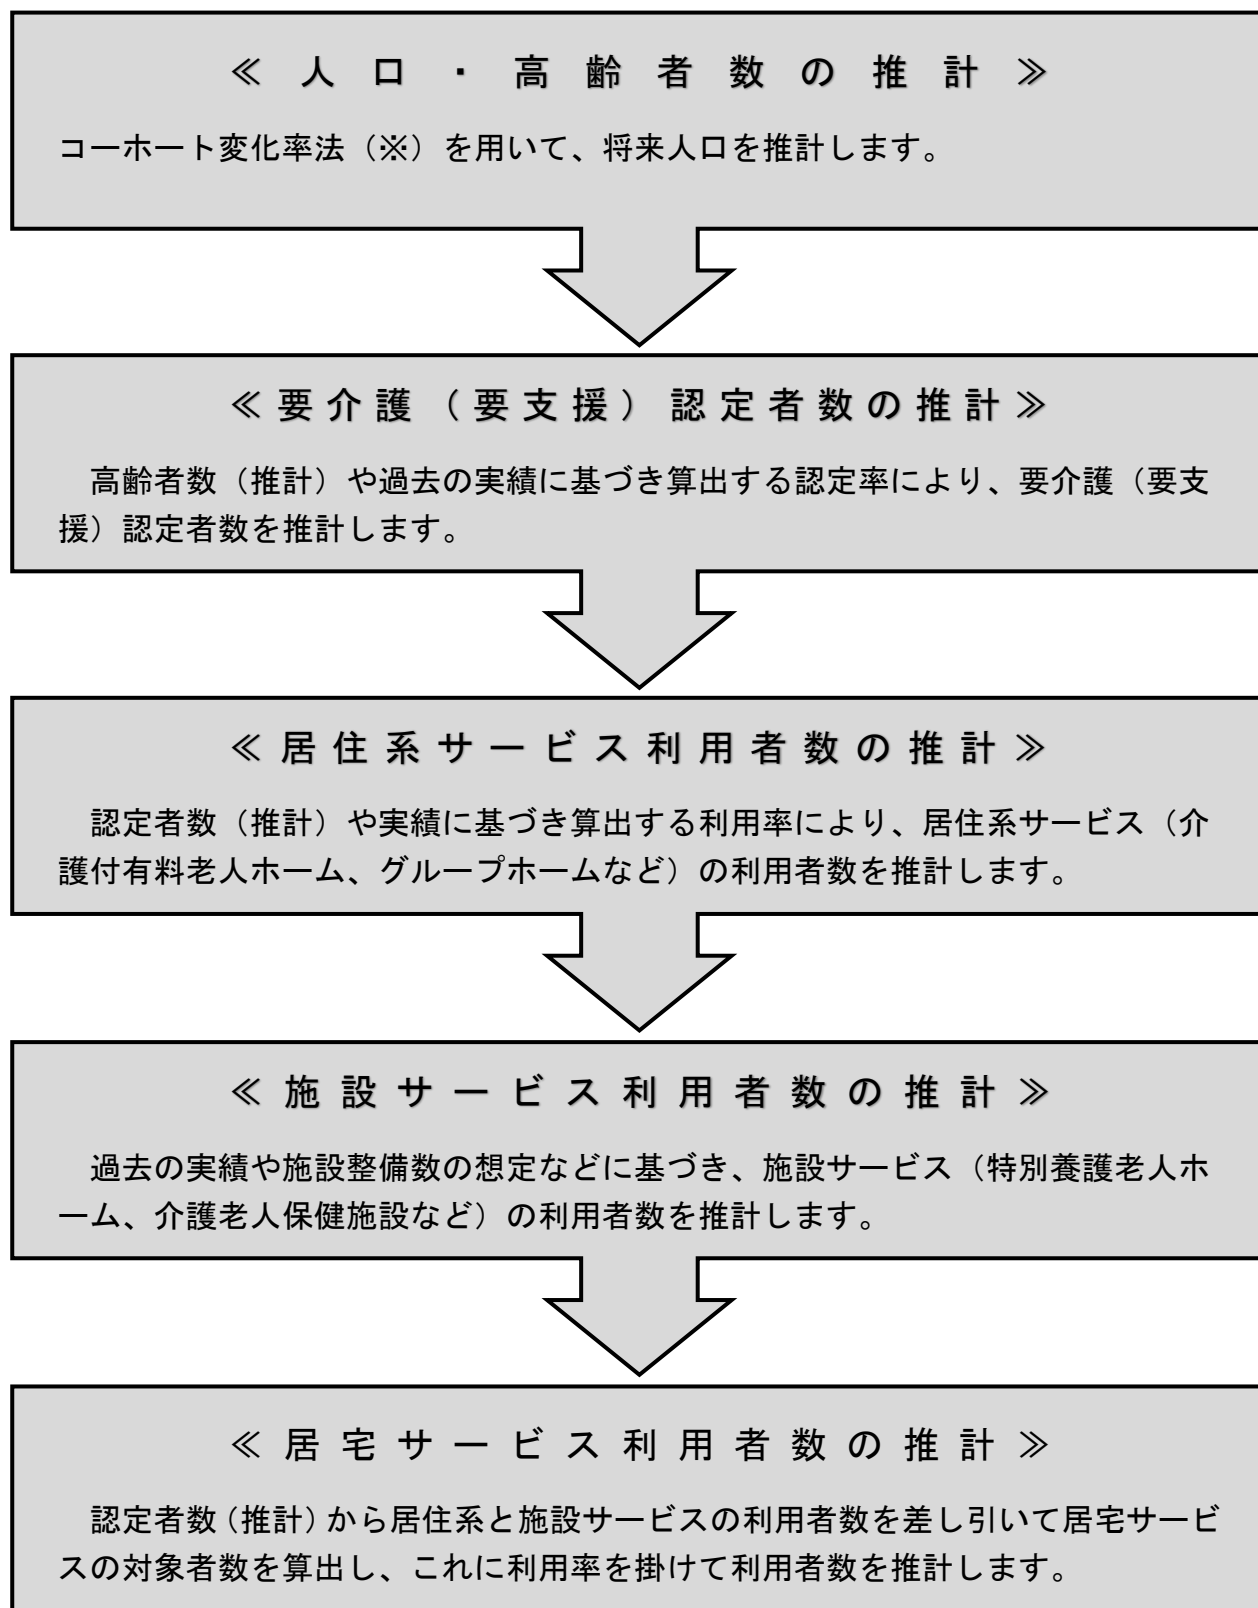 ≪人口・高齢者数の推計≫
コーホート変化率法（※）を用いて、将来人口を推計します。
≪要介護（要支援）認定者数の推計≫
高齢者数（推計）や過去の実績に基づき算出する認定率により、要介護（要支
援）認定者数を推計します。
≪居住系サービス利用者数の推計≫
認定者数（推計）や実績に基づき算出する利用率により、居住系サービス（介
護付有料老人ホーム、グループホームなど）の利用者数を推計します。
≪施設サービス利用者数の推計≫
過去の実績や施設整備数の想定などに基づき、施設サービス（特別養護老人ホ
ーム、介護老人保健施設など）の利用者数を推計します。
≪居宅サービス利用者数の推計≫
認定者数（推計）から居住系と施設サービスの利用者数を差し引いて居宅サービ
スの対象者数を算出し、これに利用率を掛けて利用者数を推計します。